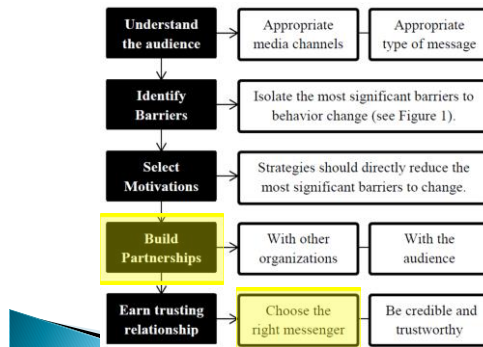 Understand
the audience
Appropriate
media channels
Appropriate
type of message
Identify
Barriers
Isolate the most significant barriers to
behavior change (see Figure 1).
Select
Motivations
Strategies should directly reduce the
most significant barriers to change.
Build
Partnerships
With other
organizations
With the
audience
Earn trusting
relationship
Choose the
right messenger
Be credible and
trustworthy